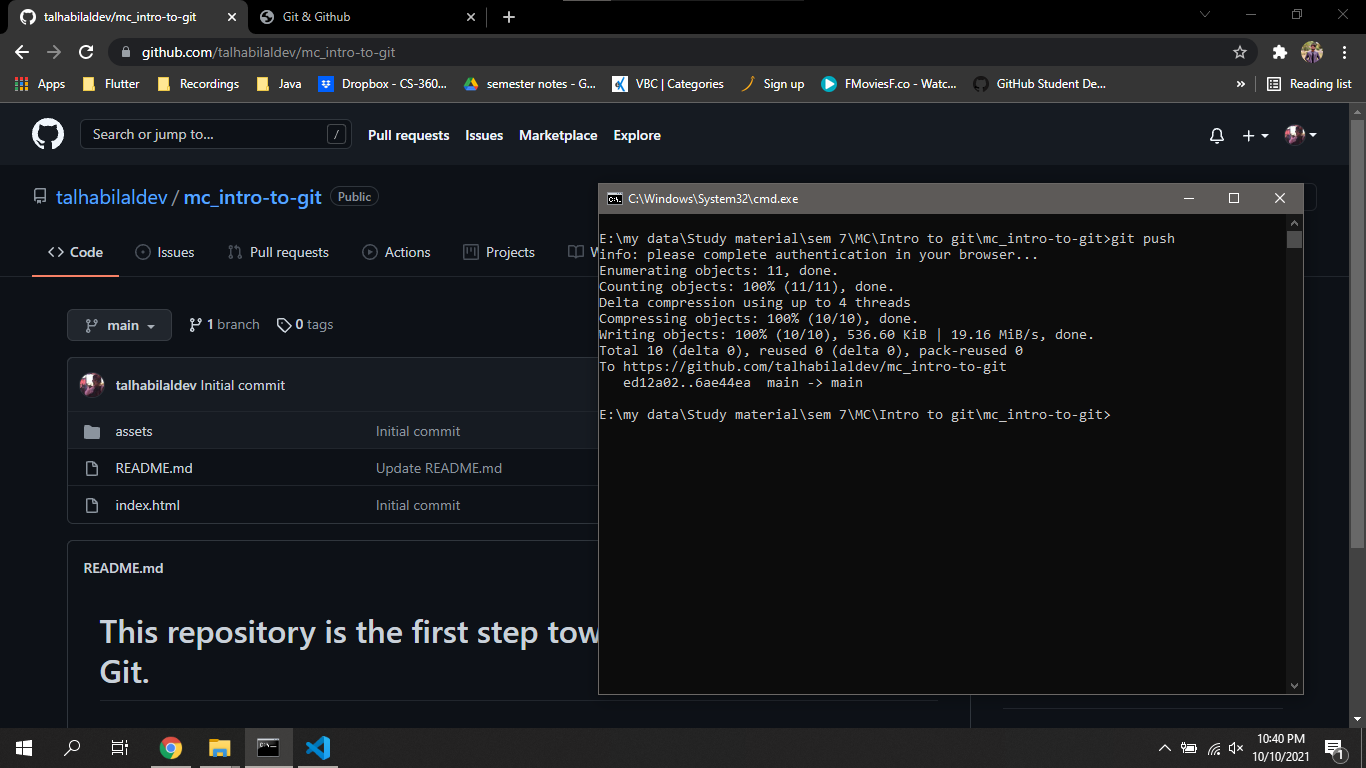 talhabilaldev/mc_intro-to-git
Git & Github
github.com/talhabilaldev/mc_intro-to-git
Apps Flutter Recordings Java Dropbox - CS-360... semester notes - G... VBC | Categories Sign up FMoviesF.co - Watc... GitHub Student De... » Reading list
Search or jump to... /
Pull requests Issues Marketplace Explore
talhabilaldev / mc_intro-to-git Public
Code Issues Pull requests Actions Projects W
main 1 branch 0 tags
talhabilaldev Initial commit
assets Initial commit
README.md Update README.md
index.html Initial commit
README.md
This repository is the first step tow
Git.
C:\Windows\System32\cmd.exe
E:\my data\Study material\sem 7\MC\Intro to git\mc_intro-to-git>git push
info: please complete authentication in your browser...
Enumerating objects: 11, done.
Counting objects: 100% (11/11), done.
Delta compression using up to 4 threads
Compressing objects: 100% (10/10), done.
Writing objects: 100% (10/10), 536.60 KiB | 19.16 MiB/s, done.
Total 10 (delta 0), reused 0 (delta 0), pack-reused 0
To https://github.com/talhabilaldev/mc_intro-to-git
   ed12a02..6ae44ea  main -> main
E:\my data\Study material\sem 7\MC\Intro to git\mc_intro-to-git>
10:40 PM
10/10/2021
1